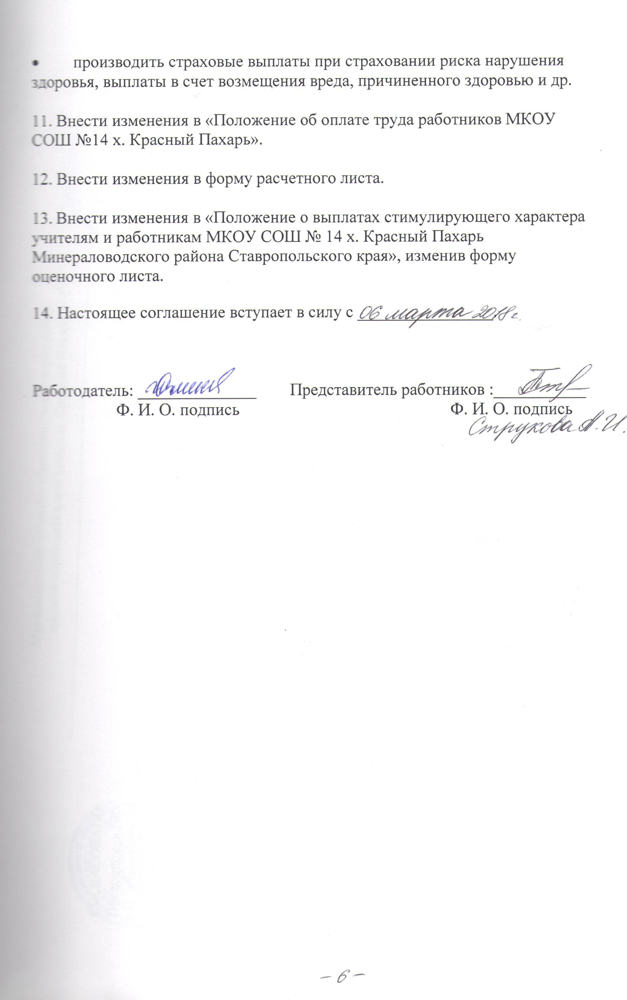 • производить страховые выплаты при страховании риска нарушения
здоровья, выплаты в счет возмещения вреда, причиненного здоровью и др.
11. Внести изменения в «Положение об оплате труда работников МКОУ
СОШ №14 х. Красный Пахарь».
12. Внести изменения в форму расчетного листа.
13. Внести изменения в «Положение о выплатах стимулирующего характера
учителям и работникам МКОУ СОШ № 14 х. Красный Пахарь
Минераловодского района Ставропольского края», изменив форму
оценочного листа.
14. Настоящее соглашение вступает в силу с 06 марта 2018 г.
Работодатель: Представитель работников :
Ф. И. О. подпись Ф. И. О. подпись
Струкова А. И.
- 6 -